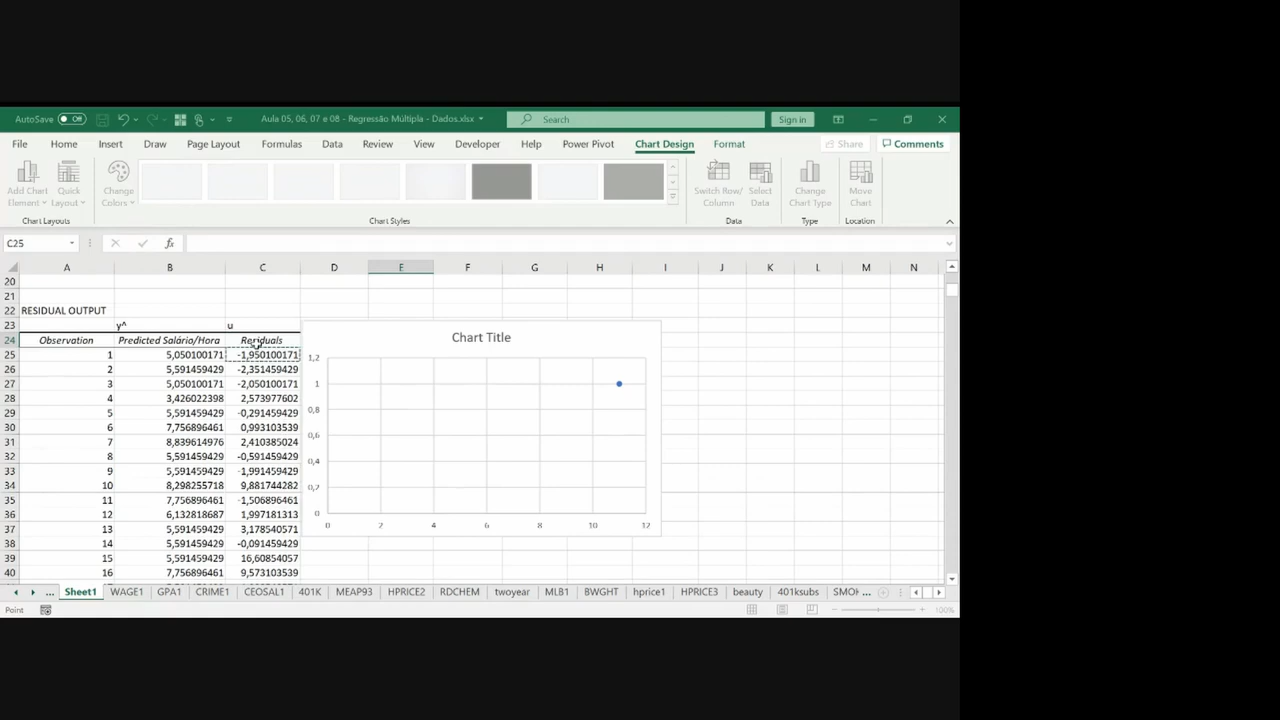 AutoSave Off Aula 05, 06, 07 e 08 - Regressão Múltipla - Dados.xlsx Search Sign in
File Home Insert Draw Page Layout Formulas Data Review View Developer Help Power Pivot Chart Design Format Share Comments
Add Chart Element Quick Layout Change Colors Switch Row/ Column Select Data Change Chart Type Move Chart
Chart Layouts Chart Styles Data Type Location
C25 fx
A B C D E F G H I J K L M N
20
21
22 RESIDUAL OUTPUT
23 y^ u
24 Observation Predicted Salário/Hora Residuals
25 1 5,050100171 -1,950100171
26 2 5,591459429 -2,351459429
27 3 5,050100171 -2,050100171
28 4 3,426022398 2,573977602
29 5 5,591459429 -0,291459429
30 6 7,756896461 0,993103539
31 7 8,839614976 2,410385024
32 8 5,591459429 -0,591459429
33 9 5,591459429 -1,991459429
34 10 8,298255718 9,881744282
35 11 7,756896461 -1,506896461
36 12 6,132818687 1,997181313
37 13 5,591459429 3,178540571
38 14 5,591459429 -0,091459429
39 15 5,591459429 16,60854057
40 16 7,756896461 9,573103539
Chart Title
1,2
1
0,8
0,6
0,4
0,2
0
0 2 4 6 8 10 12
... Sheet1 WAGE1 GPA1 CRIME1 CEOSAL1 401K MEAP93 HPRICE2 RDCHEM twoyear MLB1 BWGHT hprice1 HPRICE3 beauty 401ksubs SMOK ...
Point 100%